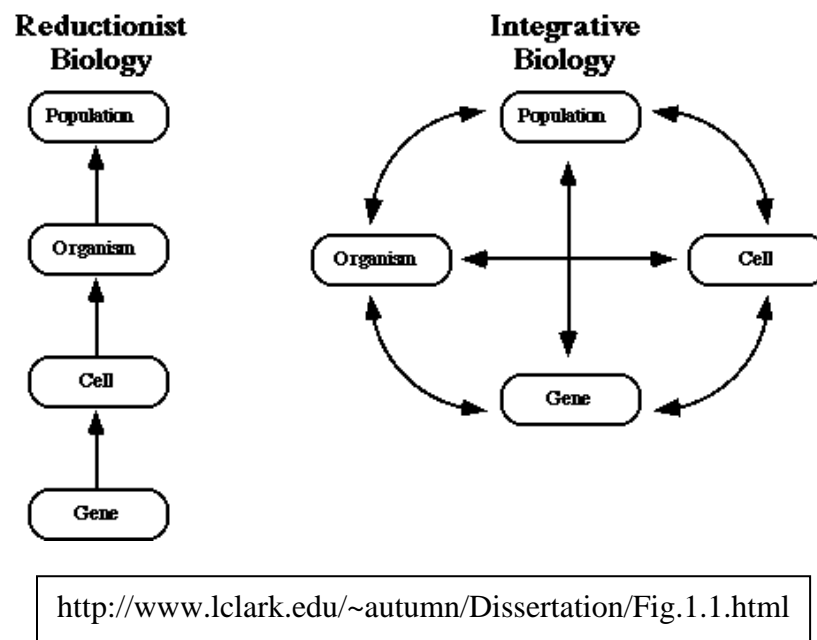 Reductionist
Biology
Population
Organism
Cell
Gene
Integrative
Biology
Population
Organism
Cell
Gene
http://www.lclark.edu/~autumn/Dissertation/Fig.1.1.html